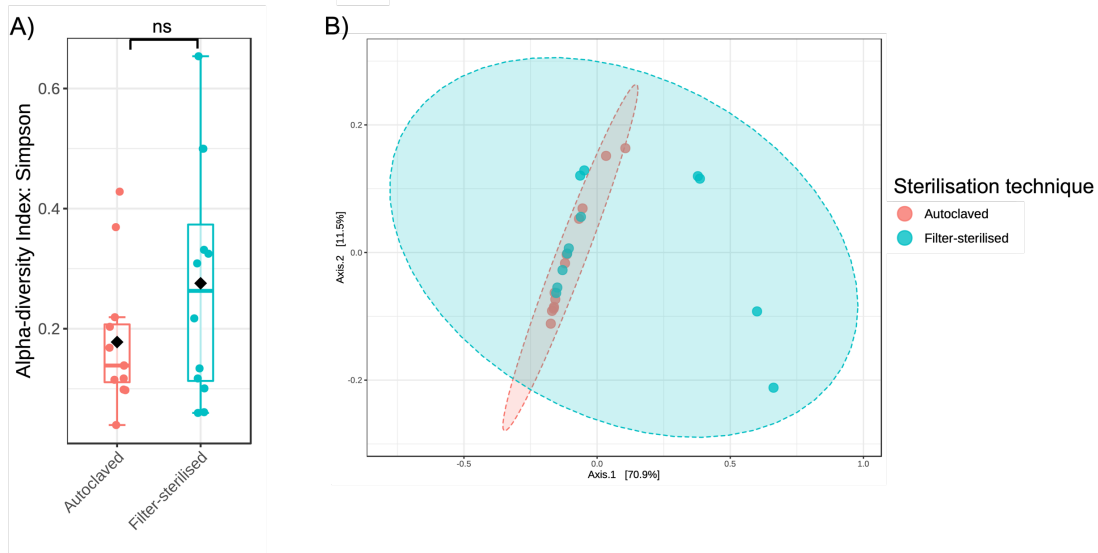 A)
ns
Alpha-diversity Index: Simpson
0.6
0.4
0.2
Autoclaved
Filter-sterilised
B)
Axis.2 [11.5%]
0.2
0.0
-0.2
-0.5
0.0
0.5
1.0
Axis.1 [70.9%]
Sterilisation technique
Autoclaved
Filter-sterilised